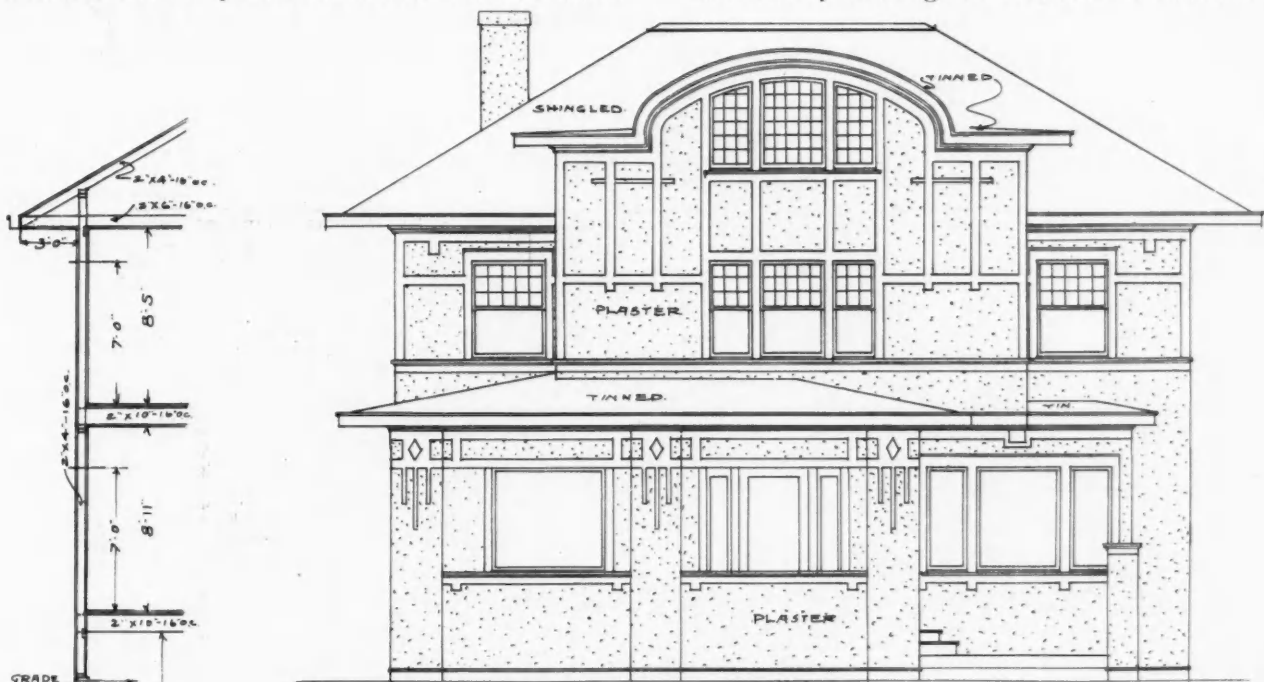 TINNED
SHINGLED.
2"X4"-16"o.c.
2"X6"-16"o.c.
3'-0"
7'-0"
8'-5"
PLASTER
2"X10"-16"o.c.
2"X4"-16"o.c.
TINNED.
TIN.
7'-0"
8'-11"
PLASTER
2"X10"-16"o.c.
GRADE